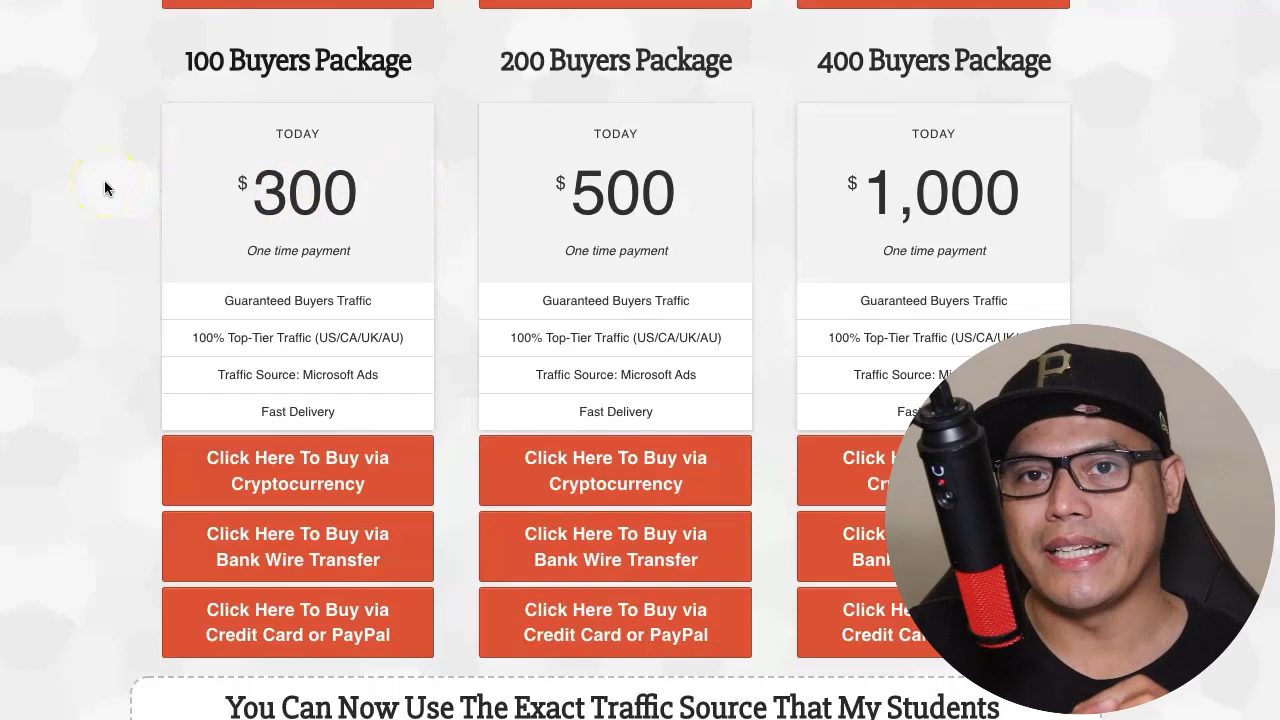 100 Buyers Package
TODAY
$ 300
One time payment
Guaranteed Buyers Traffic
100% Top-Tier Traffic (US/CA/UK/AU)
Traffic Source: Microsoft Ads
Fast Delivery
Click Here To Buy via
Cryptocurrency
Click Here To Buy via
Bank Wire Transfer
Click Here To Buy via
Credit Card or PayPal
200 Buyers Package
TODAY
$ 500
One time payment
Guaranteed Buyers Traffic
100% Top-Tier Traffic (US/CA/UK/AU)
Traffic Source: Microsoft Ads
Fast Delivery
Click Here To Buy via
Cryptocurrency
Click Here To Buy via
Bank Wire Transfer
Click Here To Buy via
Credit Card or PayPal
400 Buyers Package
TODAY
$ 1,000
One time payment
Guaranteed Buyers Traffic
100% Top-Tier Traffic
Traffic Source:
P
You Can Now Use The Exact Traffic Source That My Students